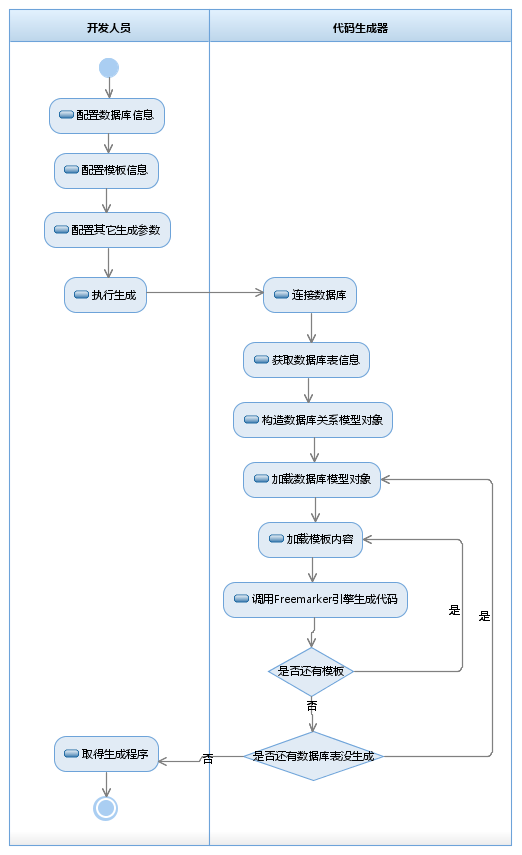 开发人员
代码生成器
配置数据库信息
配置模板信息
配置其它生成参数
执行生成
连接数据库
获取数据库表信息
构造数据库关系模型对象
加载数据库模型对象
加载模板内容
调用Freemarker引擎生成代码
是
是
是否还有模板
否
是否还有数据库表没生成
否
取得生成程序